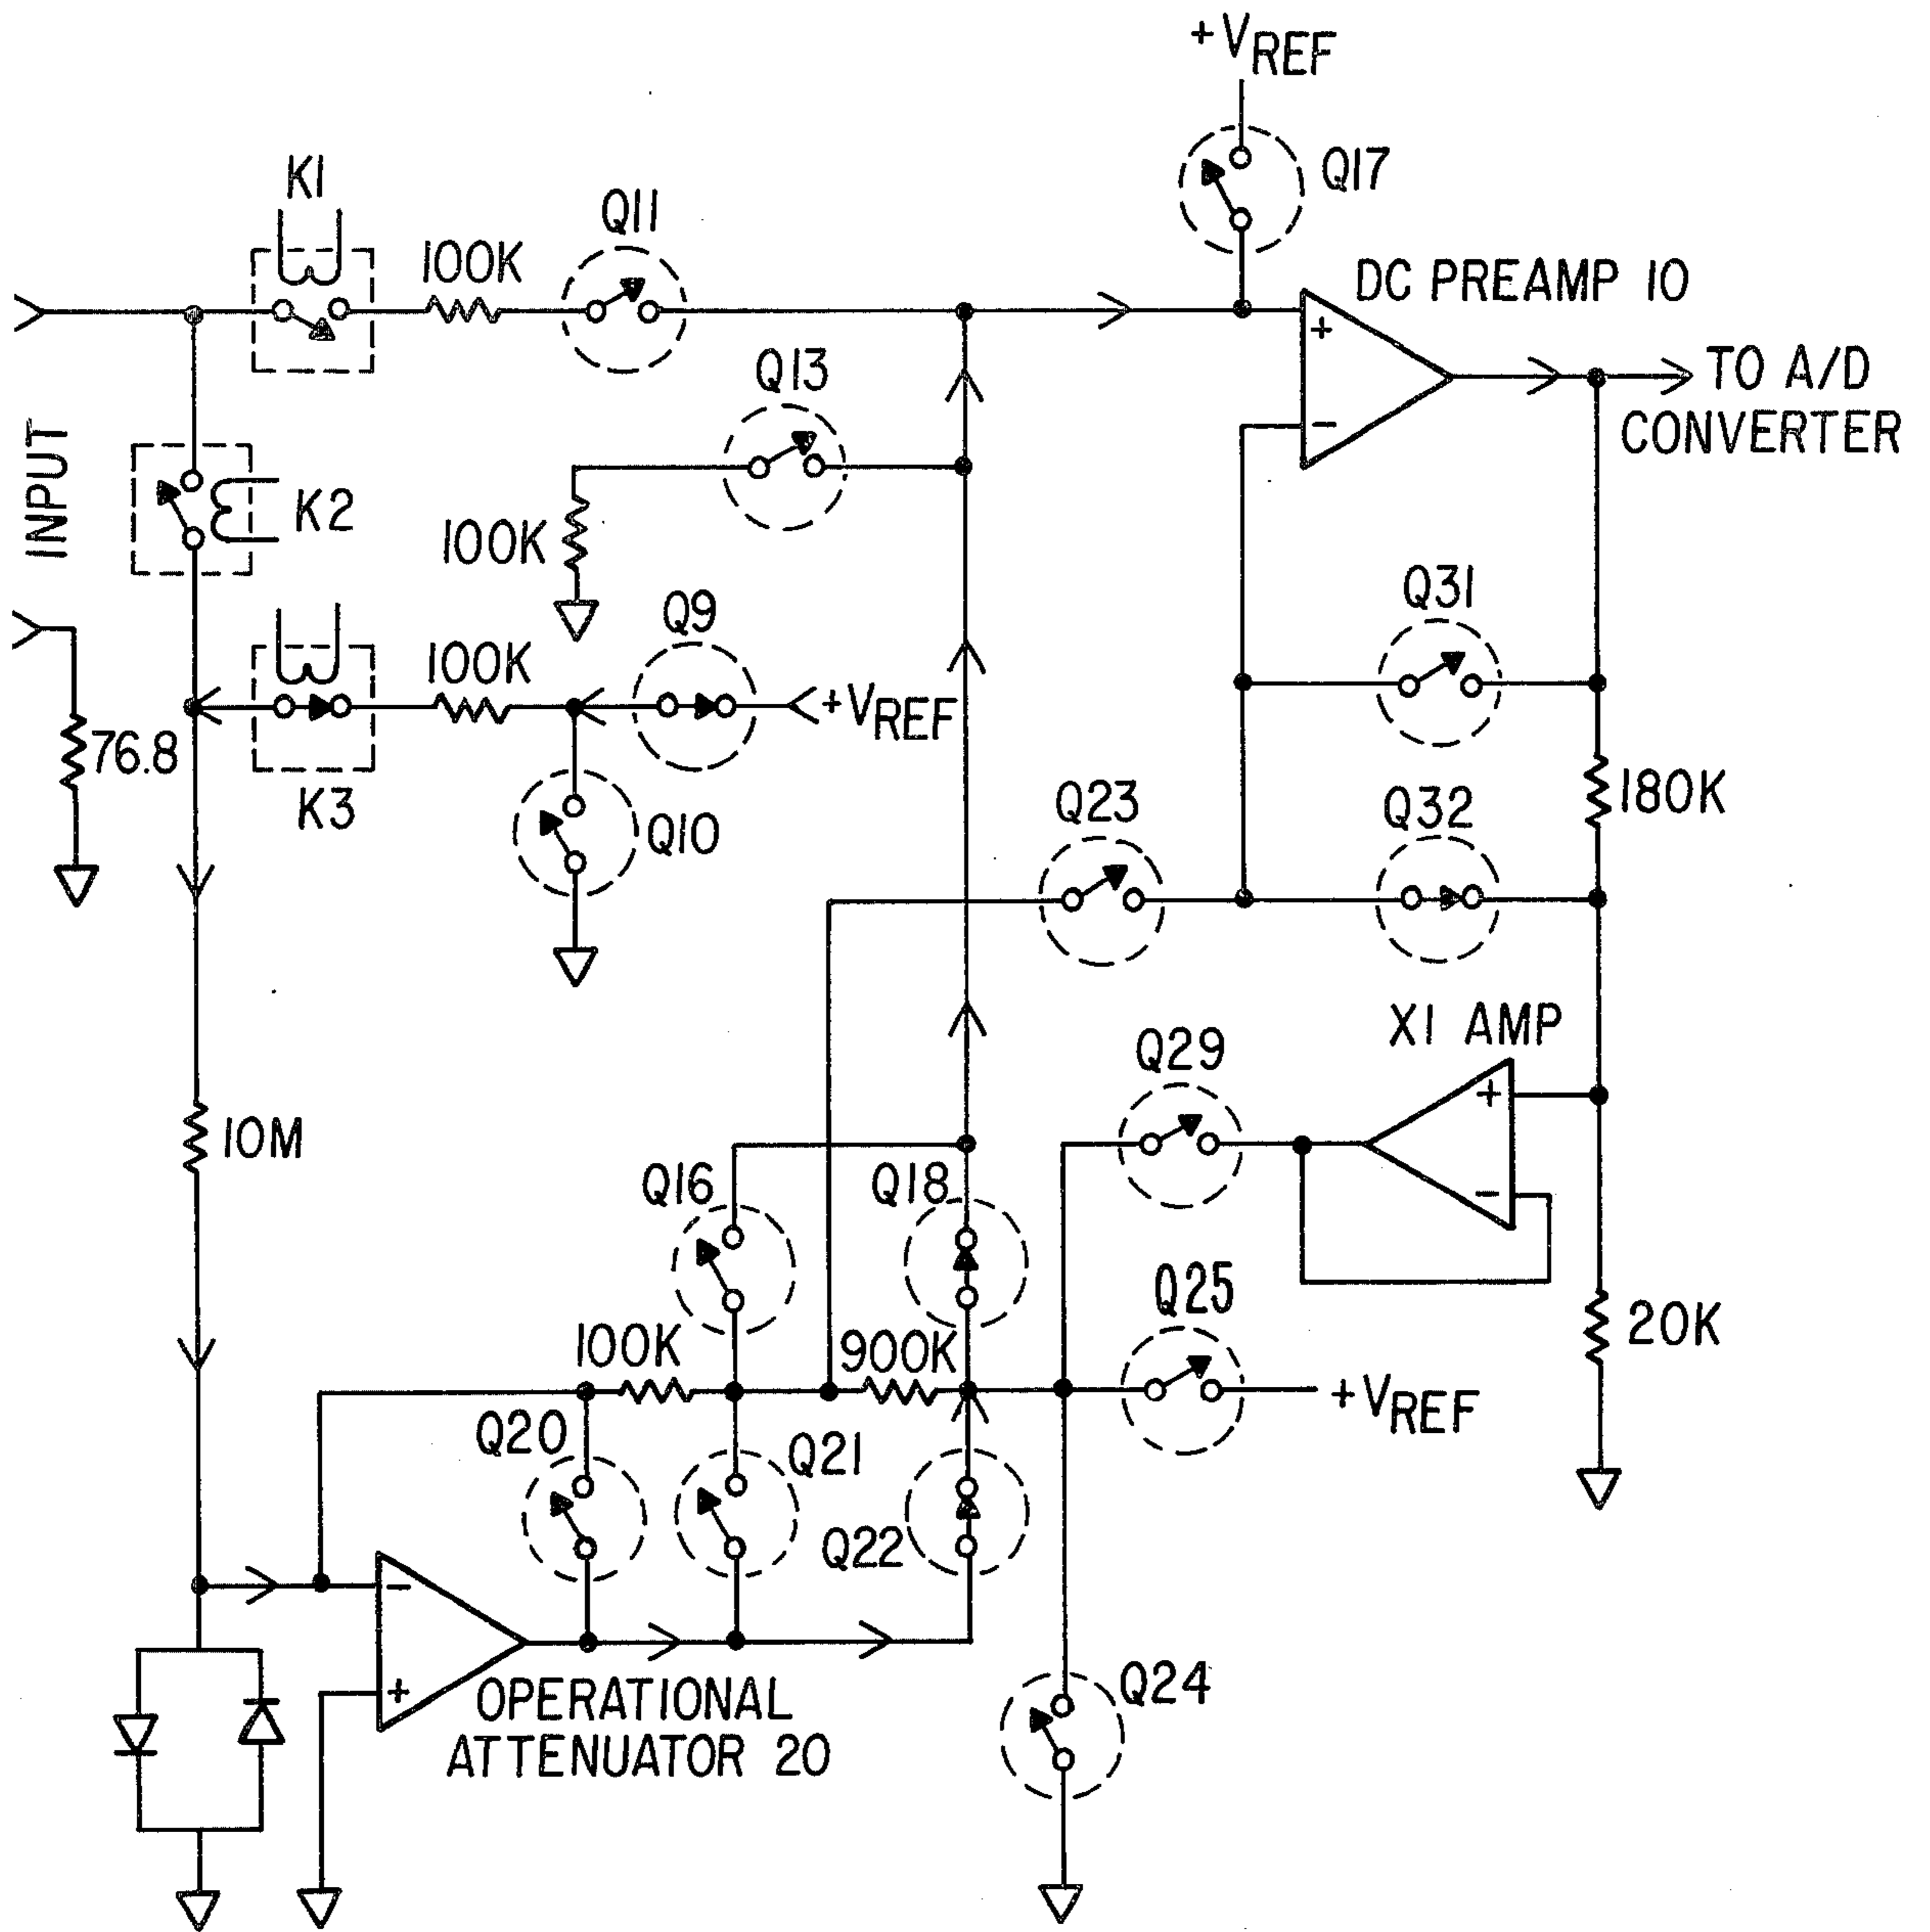 +VREF
K1
Q11
Q17
100K
DC PREAMP 10
+
Q13
TO A/D
CONVERTER
−
INPUT
K2
100K
Q31
Q9
100K
+VREF
76.8
180K
K3
Q23
Q32
Q10
X1 AMP
Q29
+
10M
Q16
Q18
−
Q25
20K
100K
900K
+VREF
Q20
Q21
Q22
−
+
Q24
OPERATIONAL
ATTENUATOR 20